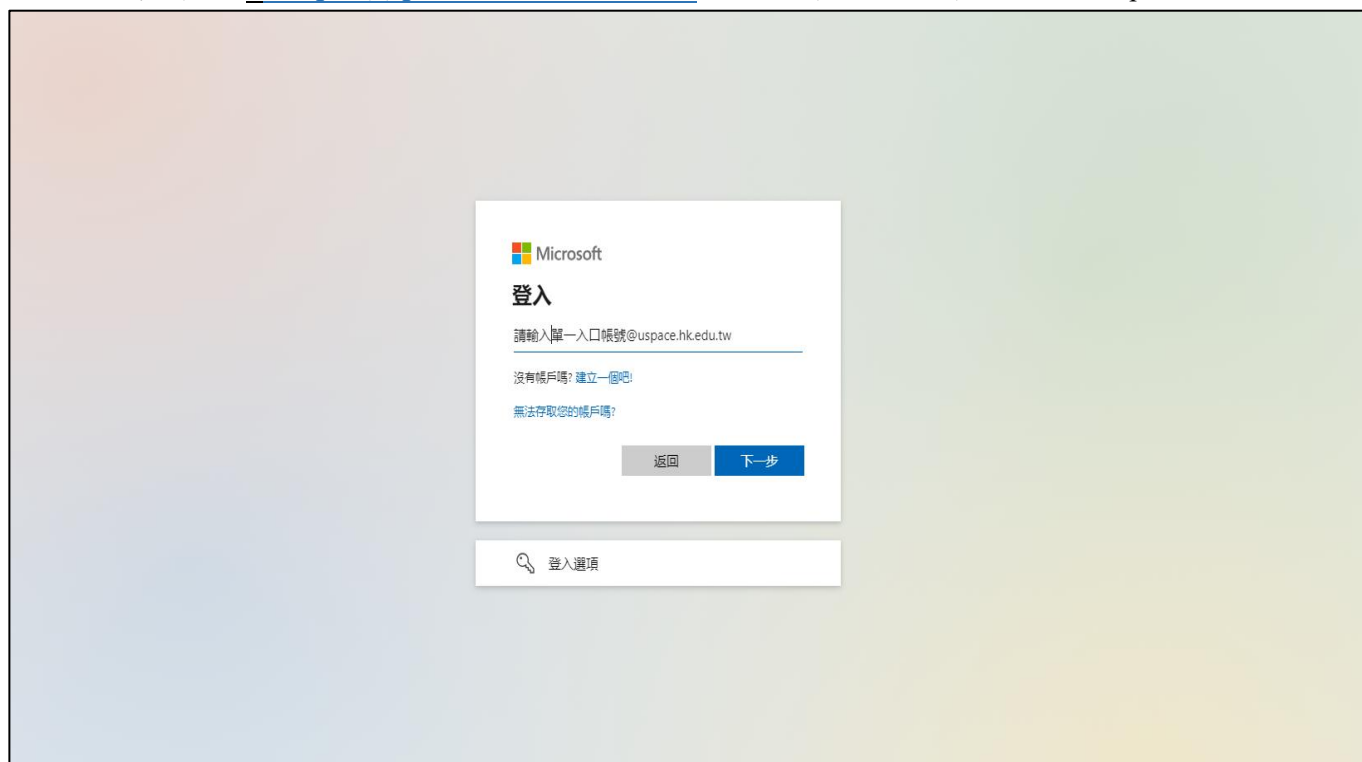 Microsoft
登入
請輸入單一入口帳號@uspace.hk.edu.tw
沒有帳戶嗎? 建立一個吧!
無法存取您的帳戶嗎?
返回 下一步
登入選項